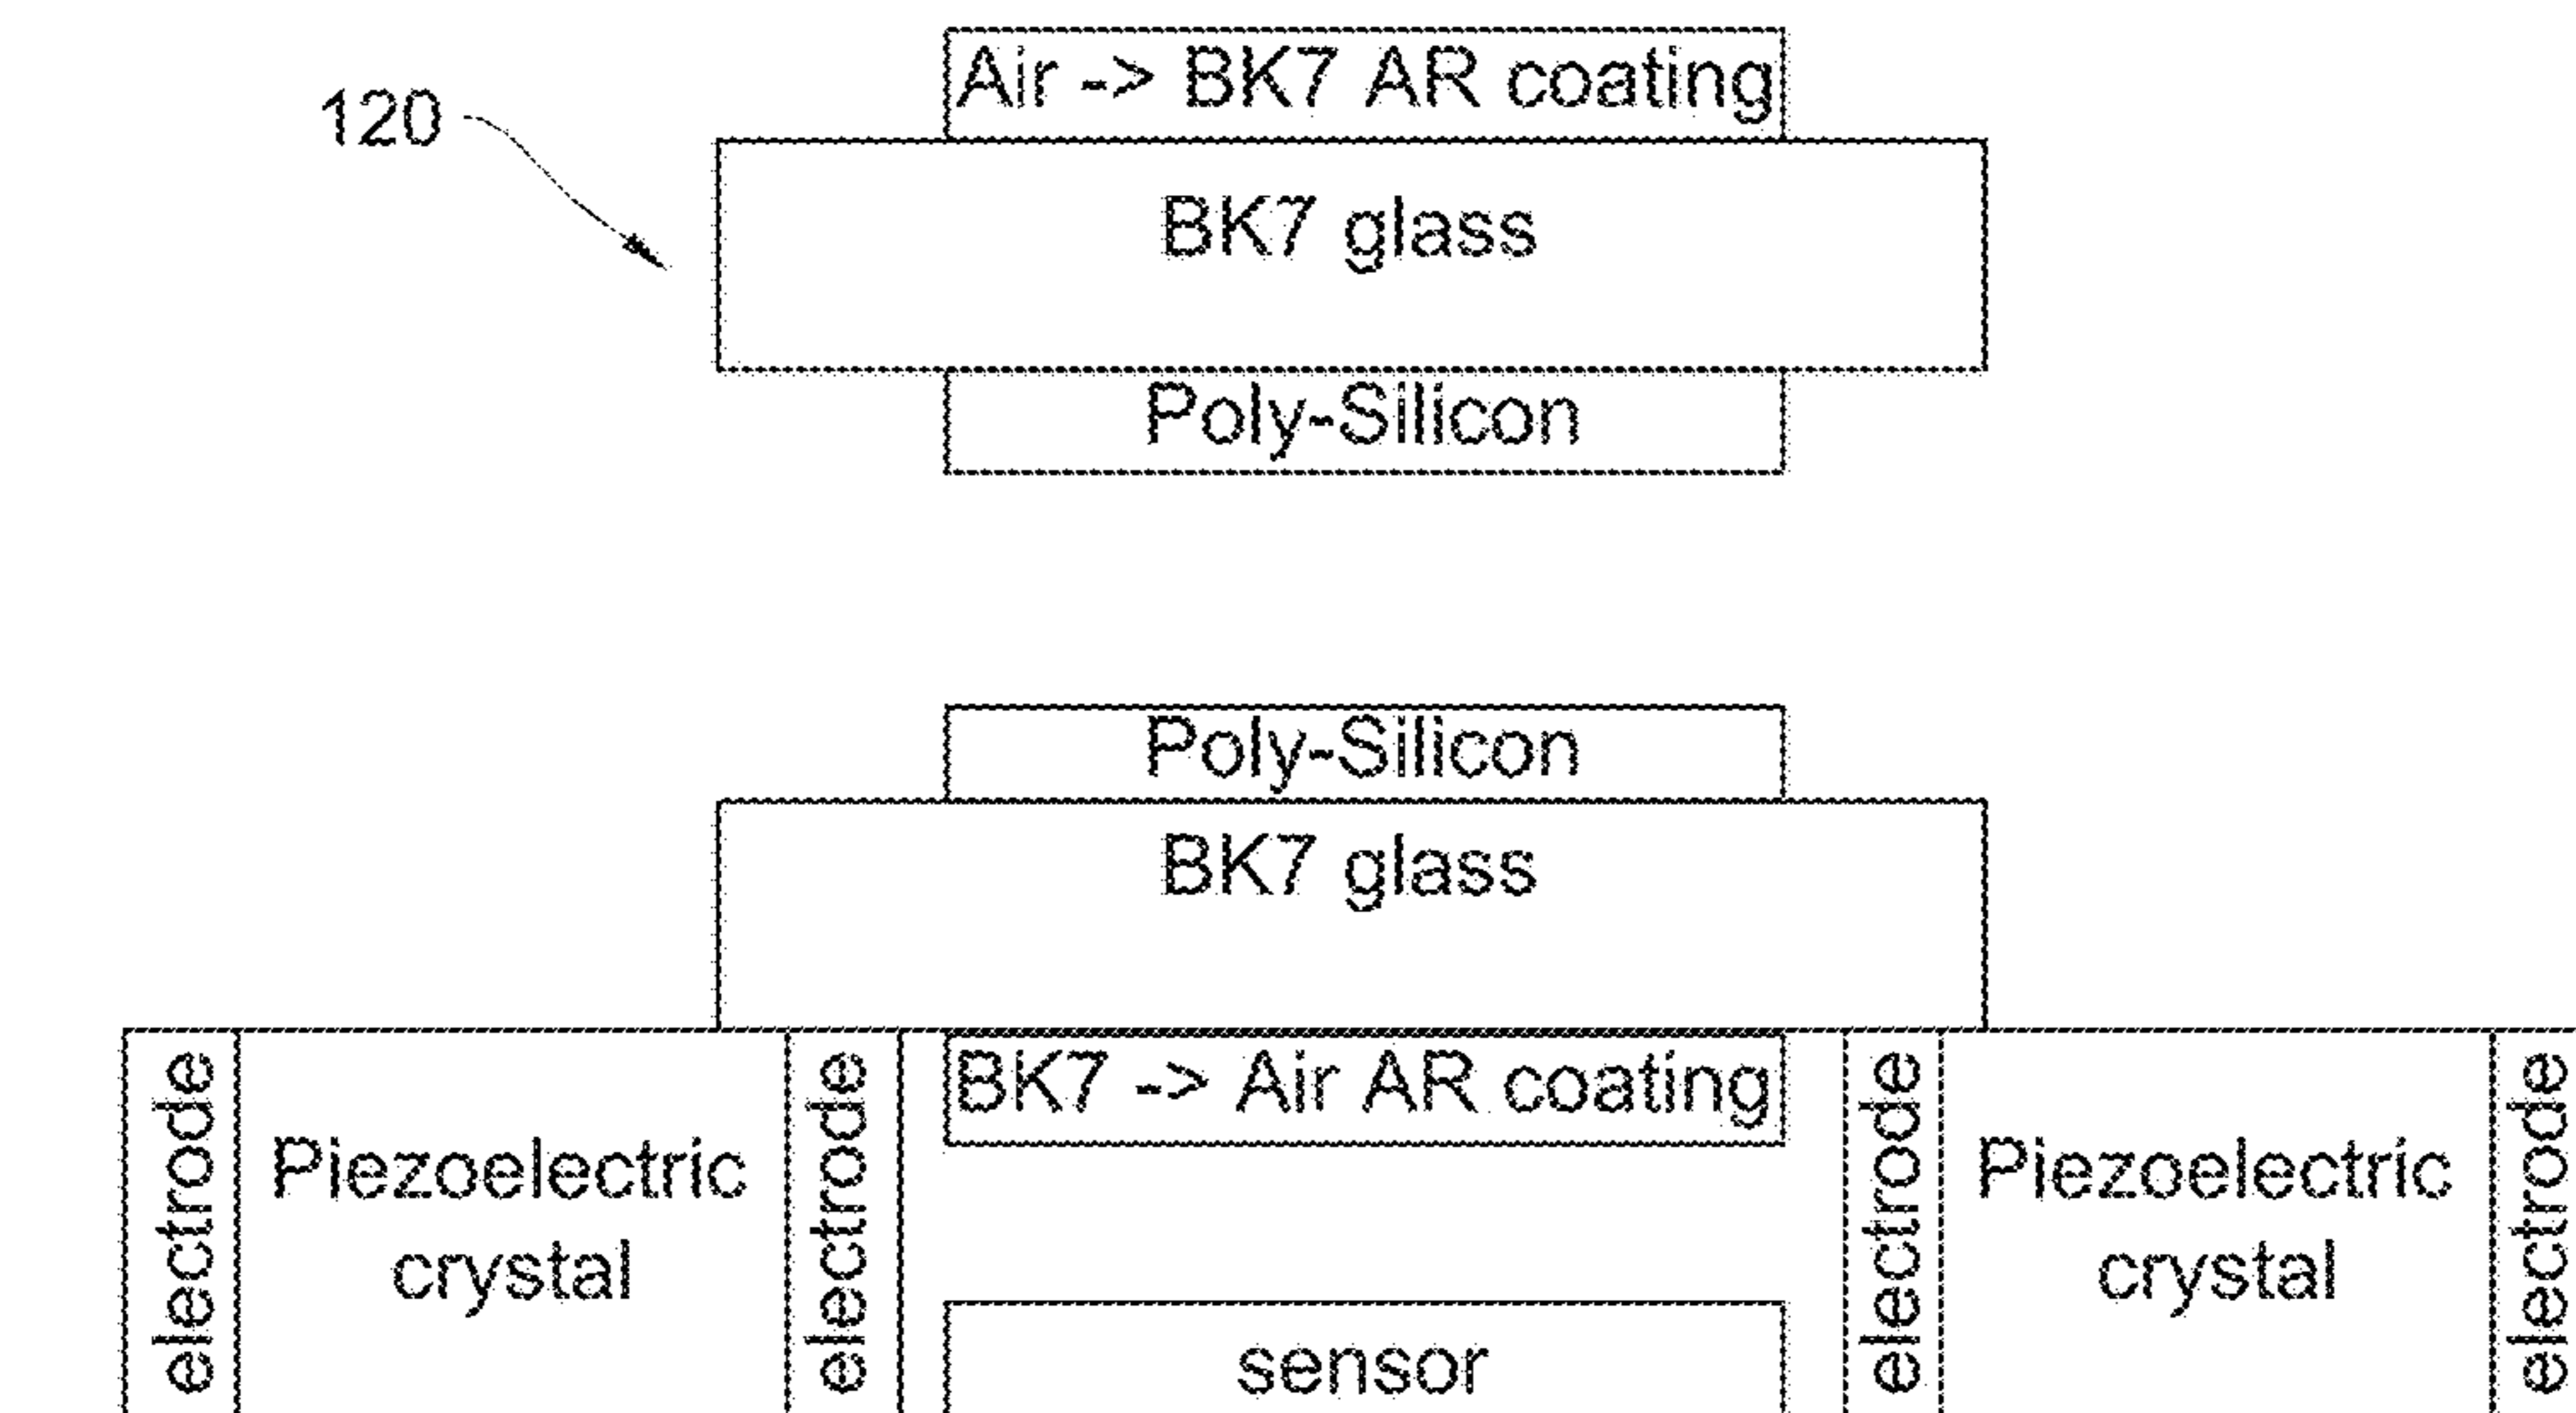 Air -> BK7 AR coating
120
BK7 glass
Poly-Silicon
Poly-Silicon
BK7 glass
electrode
Piezoelectric
crystal
electrode
BK7 -> Air AR coating
sensor
electrode
Piezoelectric
crystal
electrode